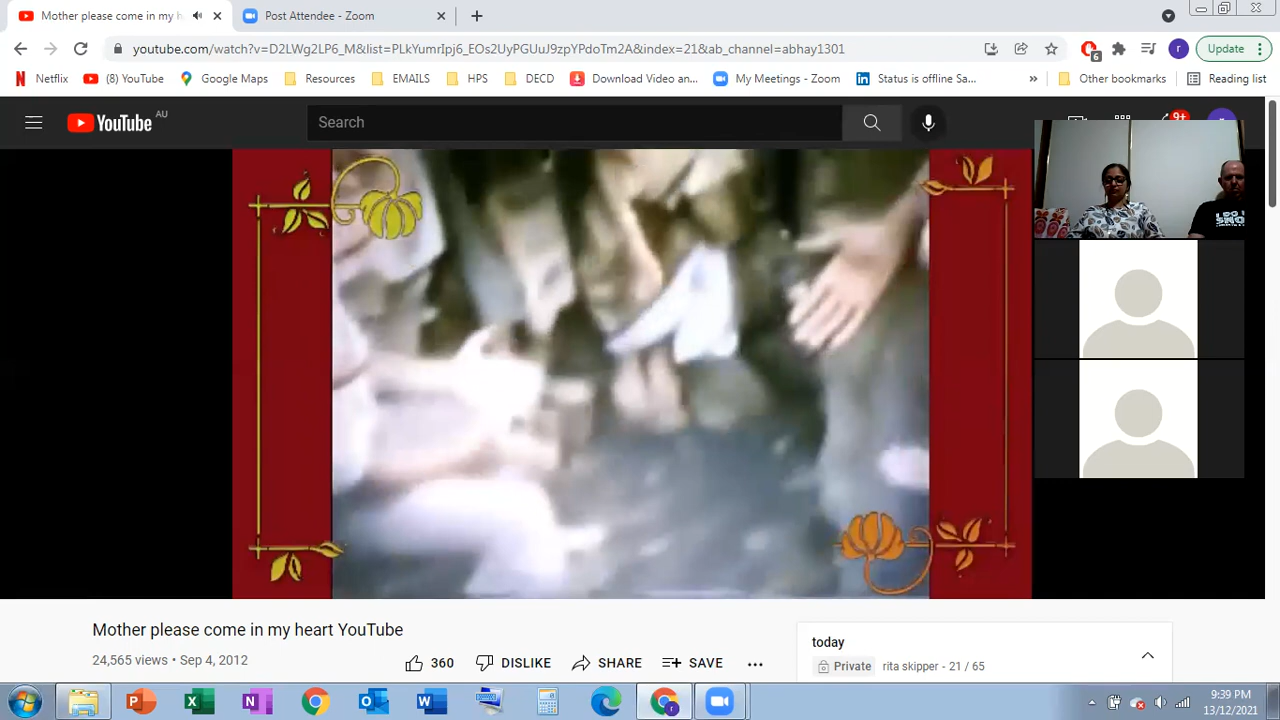 Mother please come in my h
Post Attendee - Zoom
youtube.com/watch?v=D2LWg2LP6_M&list=PLkYumrIpj6_EOs2UyPGUuJ9zpYPdoTm2A&index=21&ab_channel=abhay1301
6
r
Update
Netflix
(8) YouTube
Google Maps
Resources
EMAILS
HPS
DECD
Download Video an...
My Meetings - Zoom
Status is offline Sa...
»
Other bookmarks
Reading list
YouTube AU
Search
9+
Mother please come in my heart YouTube
24,565 views • Sep 4, 2012
360
DISLIKE
SHARE
SAVE
today
Private
rita skipper - 21 / 65
9:39 PM
13/12/2021